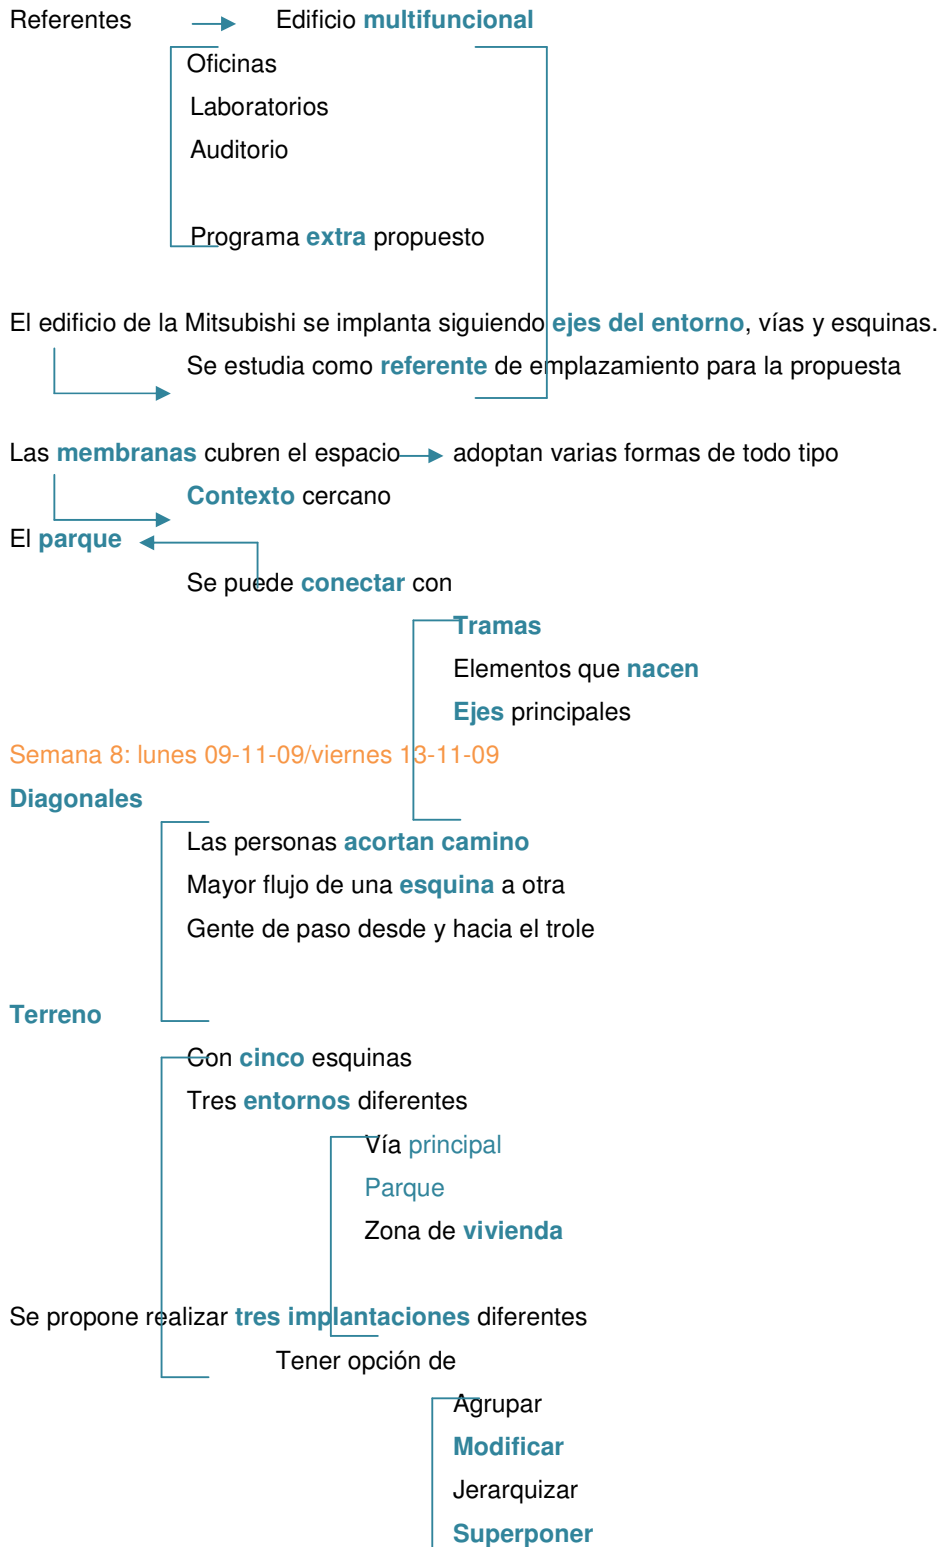 Referentes Edificio multifuncional
Oficinas
Laboratorios
Auditorio
Programa extra propuesto
El edificio de la Mitsubishi se implanta siguiendo ejes del entorno, vías y esquinas.
Se estudia como referente de emplazamiento para la propuesta
Las membranas cubren el espacio adoptan varias formas de todo tipo
Contexto cercano
El parque
Se puede conectar con
Tramas
Elementos que nacen
Ejes principales
Semana 8: lunes 09-11-09/viernes 13-11-09
Diagonales
Las personas acortan camino
Mayor flujo de una esquina a otra
Gente de paso desde y hacia el trole
Terreno
Con cinco esquinas
Tres entornos diferentes
Vía principal
Parque
Zona de vivienda
Se propone realizar tres implantaciones diferentes
Tener opción de
Agrupar
Modificar
Jerarquizar
Superponer